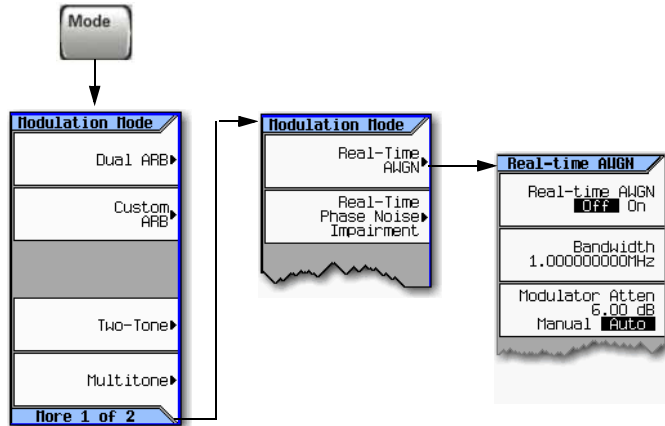 Mode
Modulation Mode
Dual ARB
Custom
ARB
Two-Tone
Multitone
More 1 of 2
Modulation Mode
Real-Time
AWGN
Real-Time
Phase Noise
Impairment
Real-time AWGN
Real-time AWGN
Off On
Bandwidth
1.000000000MHz
Modulator Atten
6.00 dB
Manual Auto